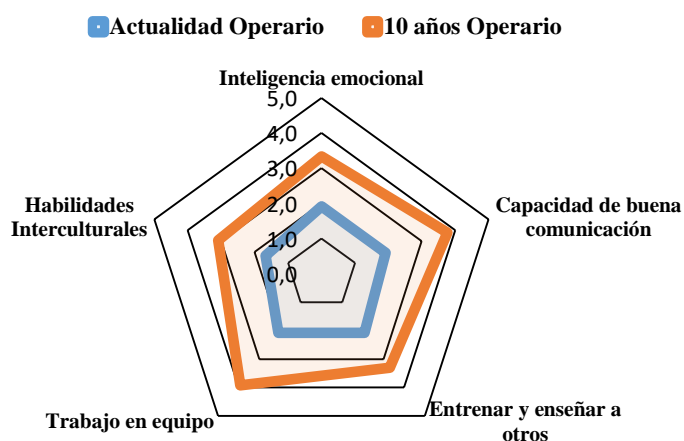 Actualidad Operario
10 años Operario
Inteligencia emocional
5,0
4,0
3,0
2,0
1,0
0,0
Capacidad de buena
comunicación
Entrenar y enseñar a
otros
Trabajo en equipo
Habilidades
Interculturales